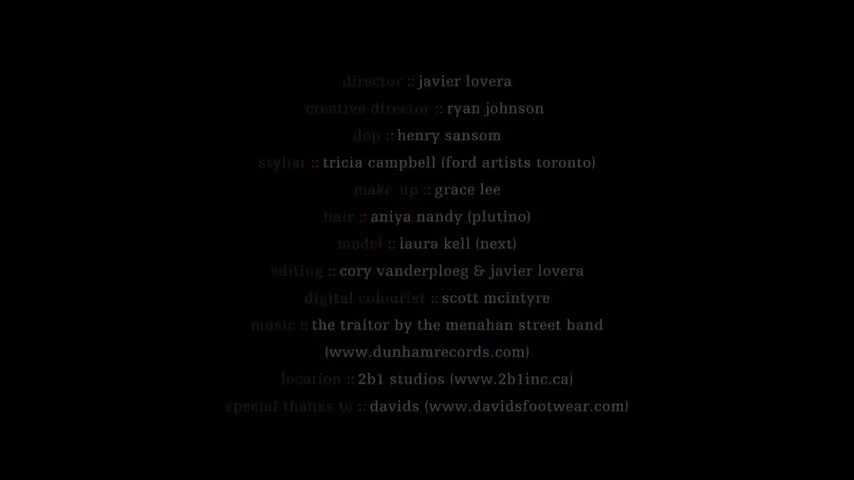 director :: javier lovera
creative director :: ryan johnson
dop :: henry sansom
stylist :: tricia campbell (ford artists toronto)
make up :: grace lee
hair :: aniya nandy (plutino)
model :: laura kell (next)
editing :: cory vanderploeg & javier lovera
digital colourist :: scott mcintyre
music :: the traitor by the menahan street band
(www.dunhamrecords.com)
location :: 2b1 studios (www.2b1inc.ca)
special thanks to :: davids (www.davidsfootwear.com)